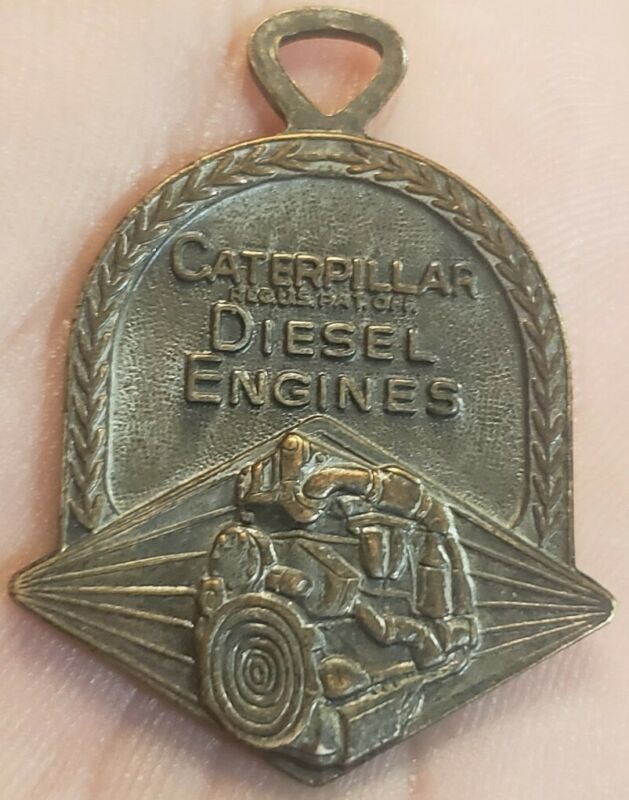 CATERPILLAR
REG.U.S.PAT.OFF.
DIESEL
ENGINES